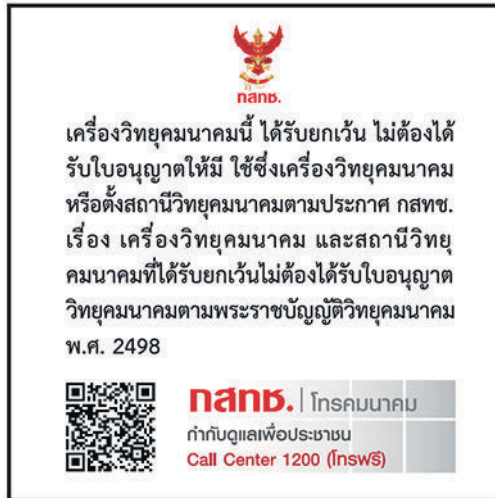 กสทช.
เครื่องวิทยุคมนาคมนี้ ได้รับยกเว้น ไม่ต้องได้
รับใบอนุญาตให้มี ใช้ซึ่งเครื่องวิทยุคมนาคม
หรือตั้งสถานีวิทยุคมนาคมตามประกาศ กสทช.
เรื่อง เครื่องวิทยุคมนาคม และสถานีวิทยุ
คมนาคมที่ได้รับยกเว้นไม่ต้องได้รับใบอนุญาต
วิทยุคมนาคมตามพระราชบัญญัติวิทยุคมนาคม
พ.ศ. 2498
กสทช. | โทรคมนาคม
กำกับดูแลเพื่อประชาชน
Call Center 1200 (โทรฟรี)